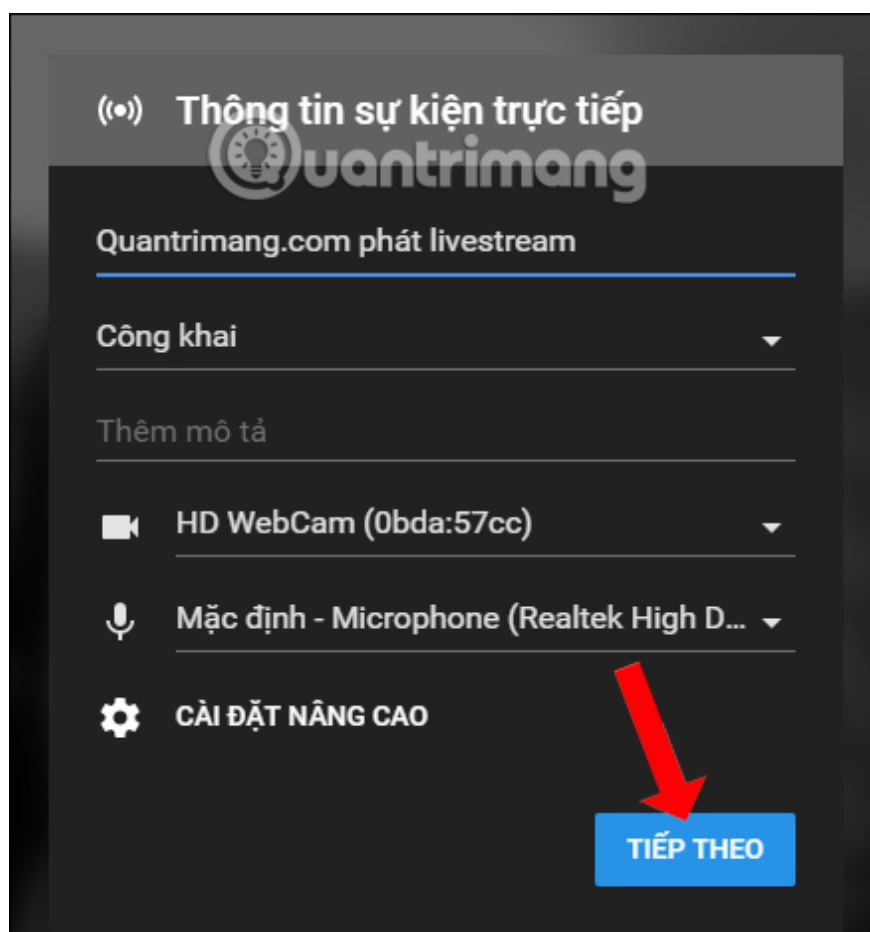 Thông tin sự kiện trực tiếp
Quantrimang
Quantrimang.com phát livestream
Công khai
Thêm mô tả
HD WebCam (0bda:57cc)
Mặc định - Microphone (Realtek High D...
CÀI ĐẶT NÂNG CAO
TIẾP THEO